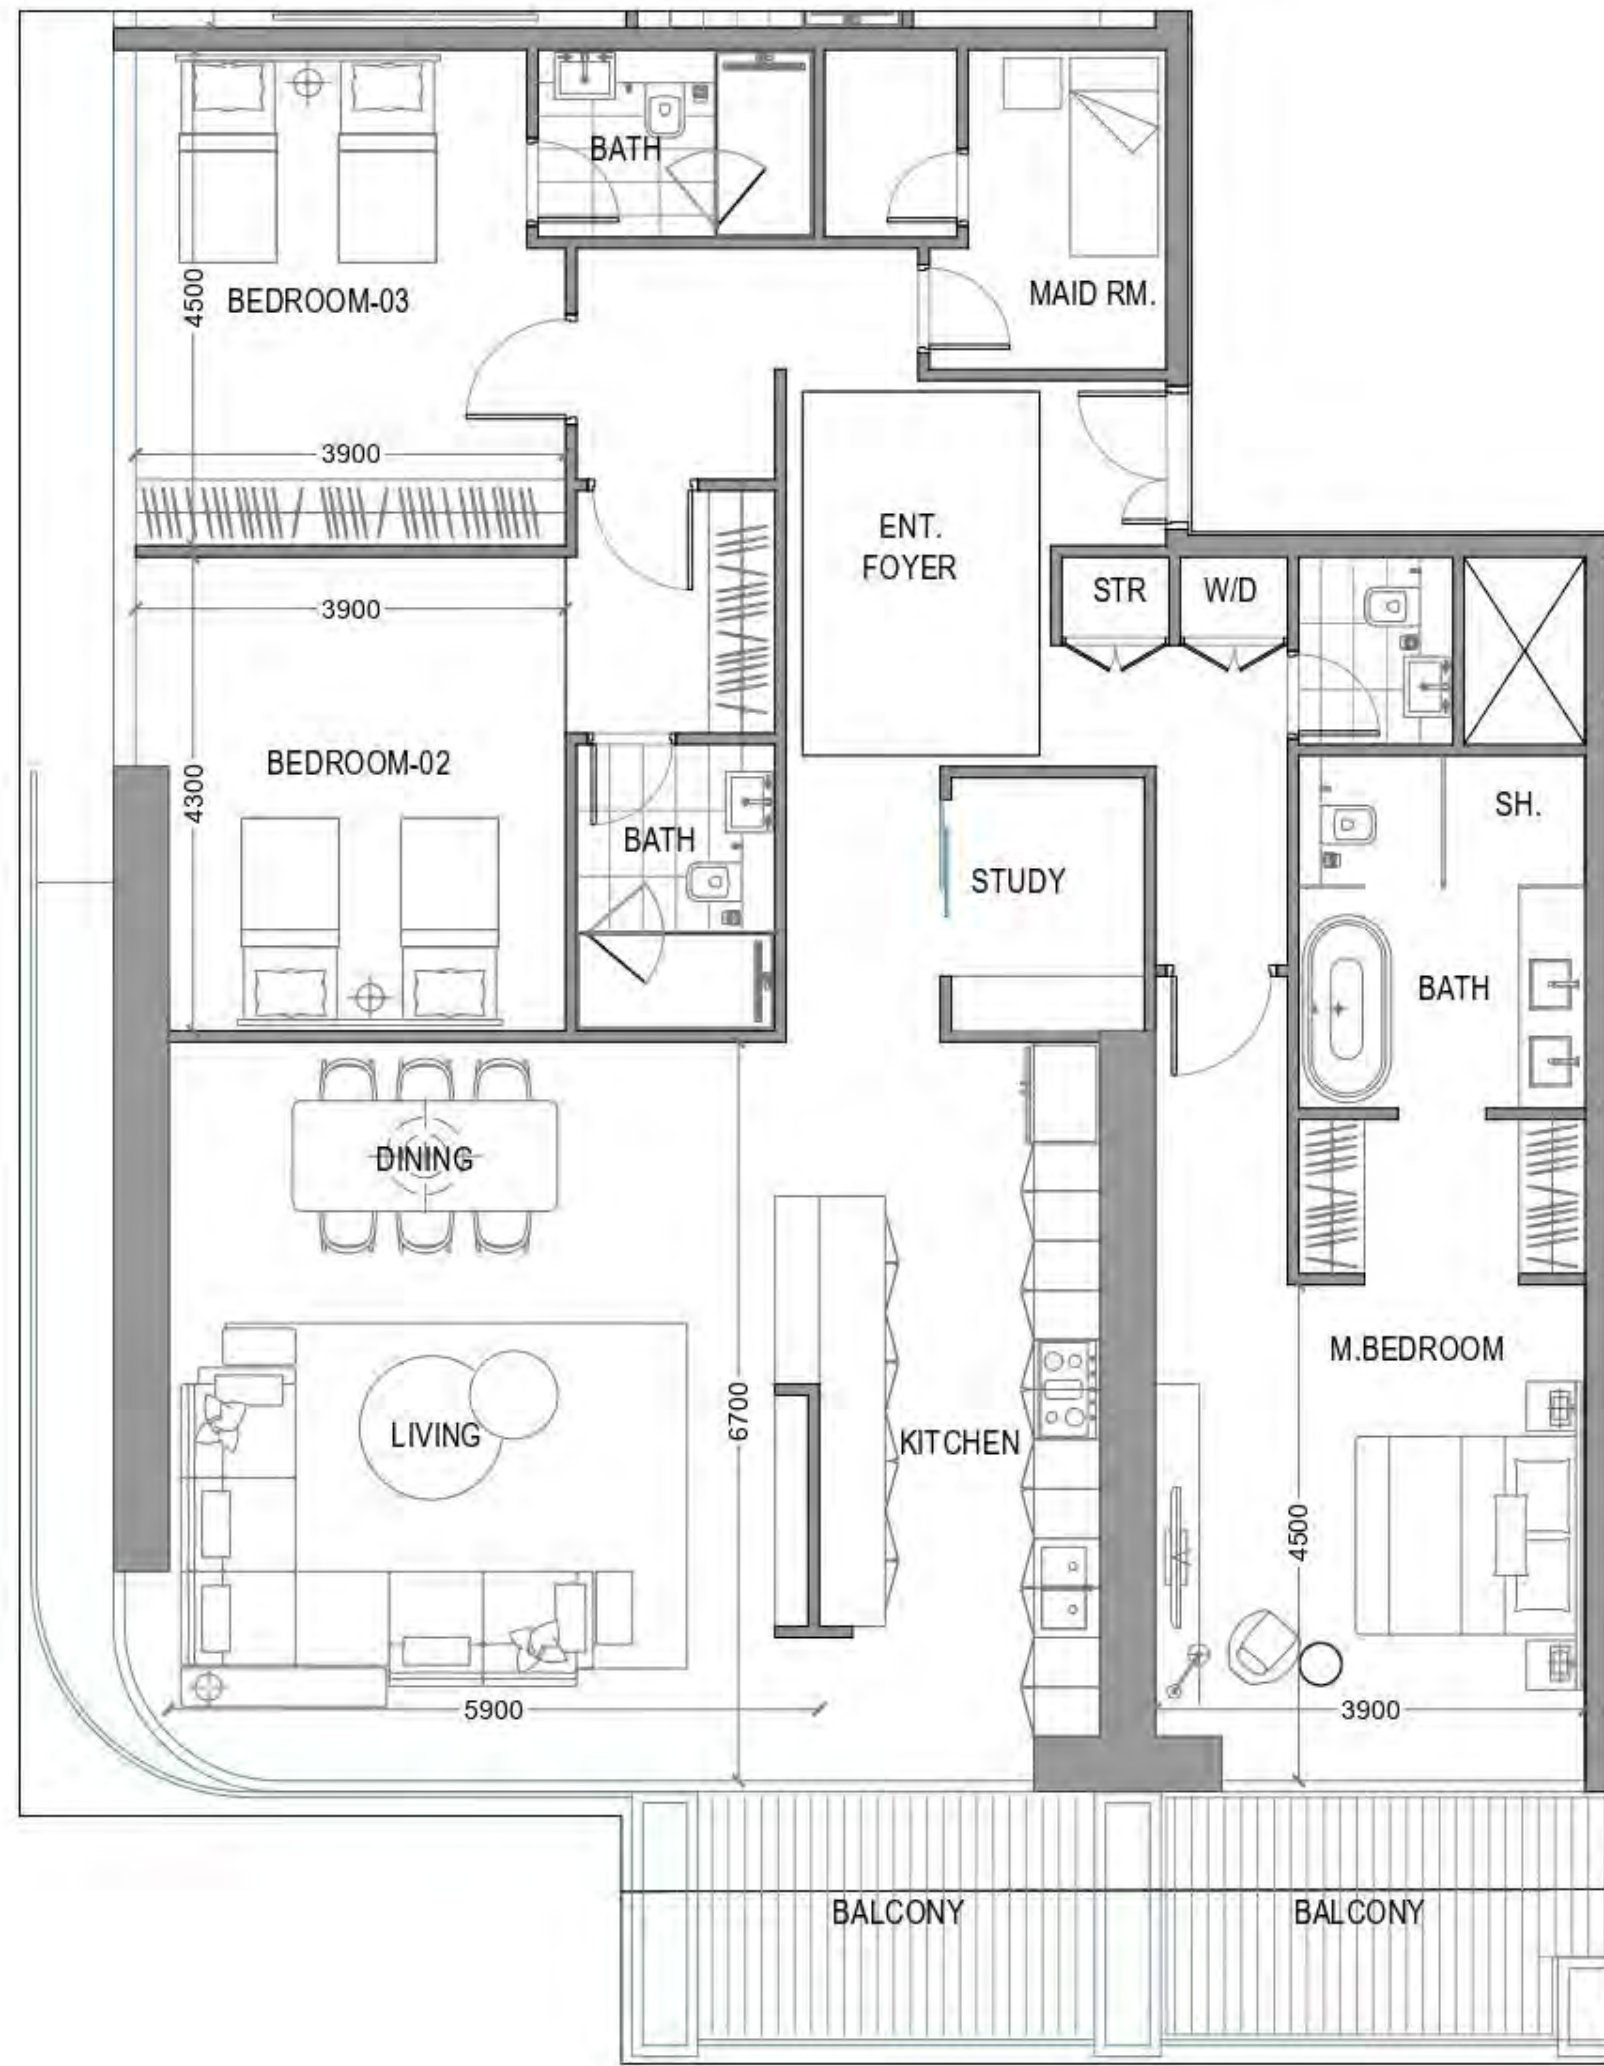 BATH
MAID RM.
4500
BEDROOM-03
3900
ENT.
FOYER
STR
W/D
3900
BEDROOM-02
4300
SH.
BATH
STUDY
BATH
DINING
M.BEDROOM
6700
LIVING
KITCHEN
4500
5900
3900
BALCONY
BALCONY